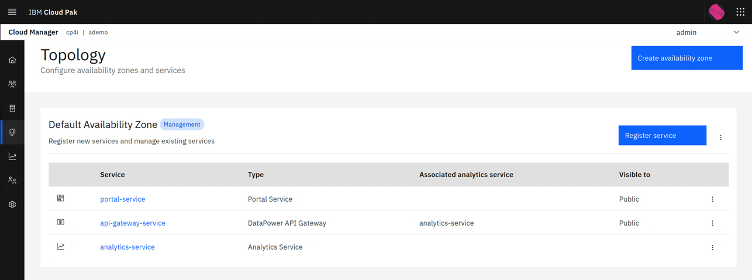 IBM Cloud Pak
Cloud Manager cp4i | ademo admin
Topology
Configure availability zones and services
Create availability zone
Default Availability Zone Management
Register new services and manage existing services
Register service
Service Type Associated analytics service Visible to
portal-service Portal Service Public
api-gateway-service DataPower API Gateway analytics-service Public
analytics-service Analytics Service